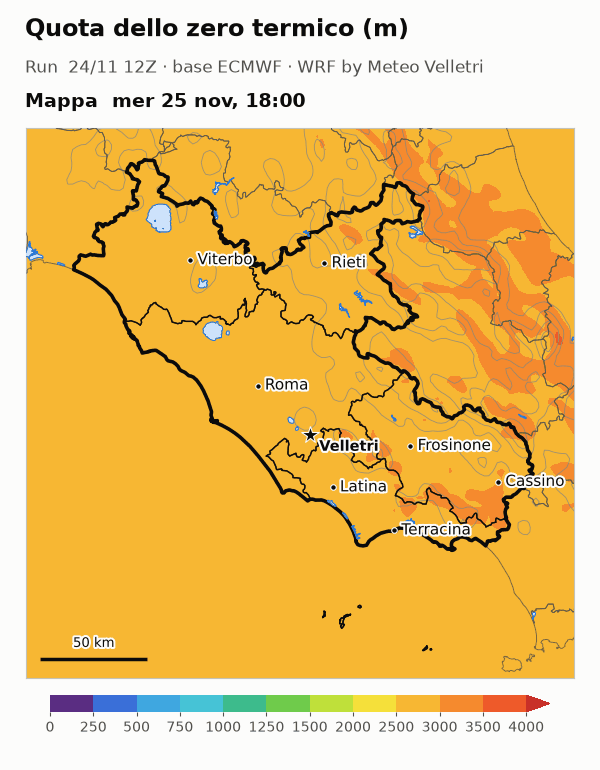 Quota dello zero termico (m)
Run  24/11 12Z · base ECMWF · WRF by Meteo Velletri
Mappa  mer 25 nov, 18:00
Viterbo
Rieti
Roma
Velletri
Frosinone
Cassino
Latina
Terracina
50 km
0 250 500 750 1000 1250 1500 2000 2500 3000 3500 4000